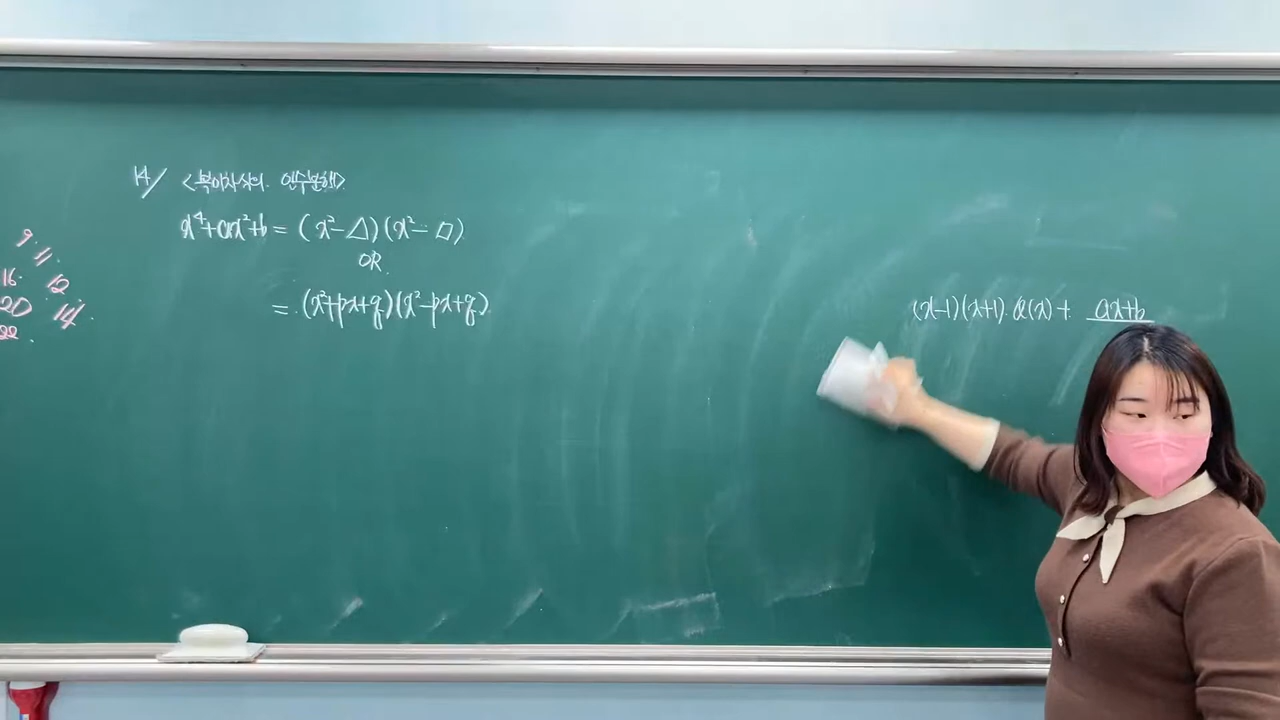 9.
11.
16. 12
20 14.
22.
14/ <복이차식의 인수분해>
x⁴+ax²+b = (x²-△)(x²-□)
OR
= (x²+px+q)(x²-px+q)
(x-1)(x+1) Q(x) + ax+b